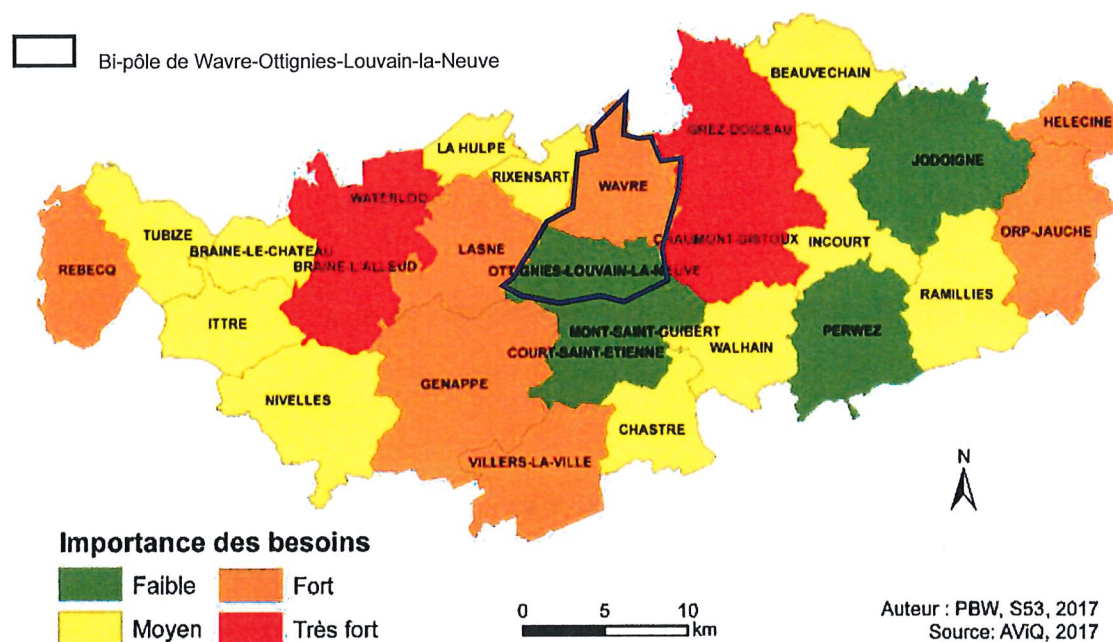 Bi-pôle de Wavre-Ottignies-Louvain-la-Neuve
BEAUVECHAIN
HELECINE
GREZ-DOICEAU
LA HULPE
JODOIGNE
RIXENSART
WAVRE
WATERLOO
ORP-JAUCHE
TUBIZE
CHAUMONT-GISTOUX
INCOURT
BRAINE-LE-CHATEAU
LASNE
REBECQ
BRAINE-L'ALLEUD
OTTIGNIES-LOUVAIN-LA-NEUVE
RAMILLIES
ITTRE
MONT-SAINT-GUIBERT
PERWEZ
WALHAIN
COURT-SAINT-ETIENNE
GENAPPE
NIVELLES
CHASTRE
VILLERS-LA-VILLE
N
Importance des besoins
Faible
Fort
Moyen
Très fort
0 5 10
km
Auteur : PBW, S53, 2017
Source: AViQ, 2017